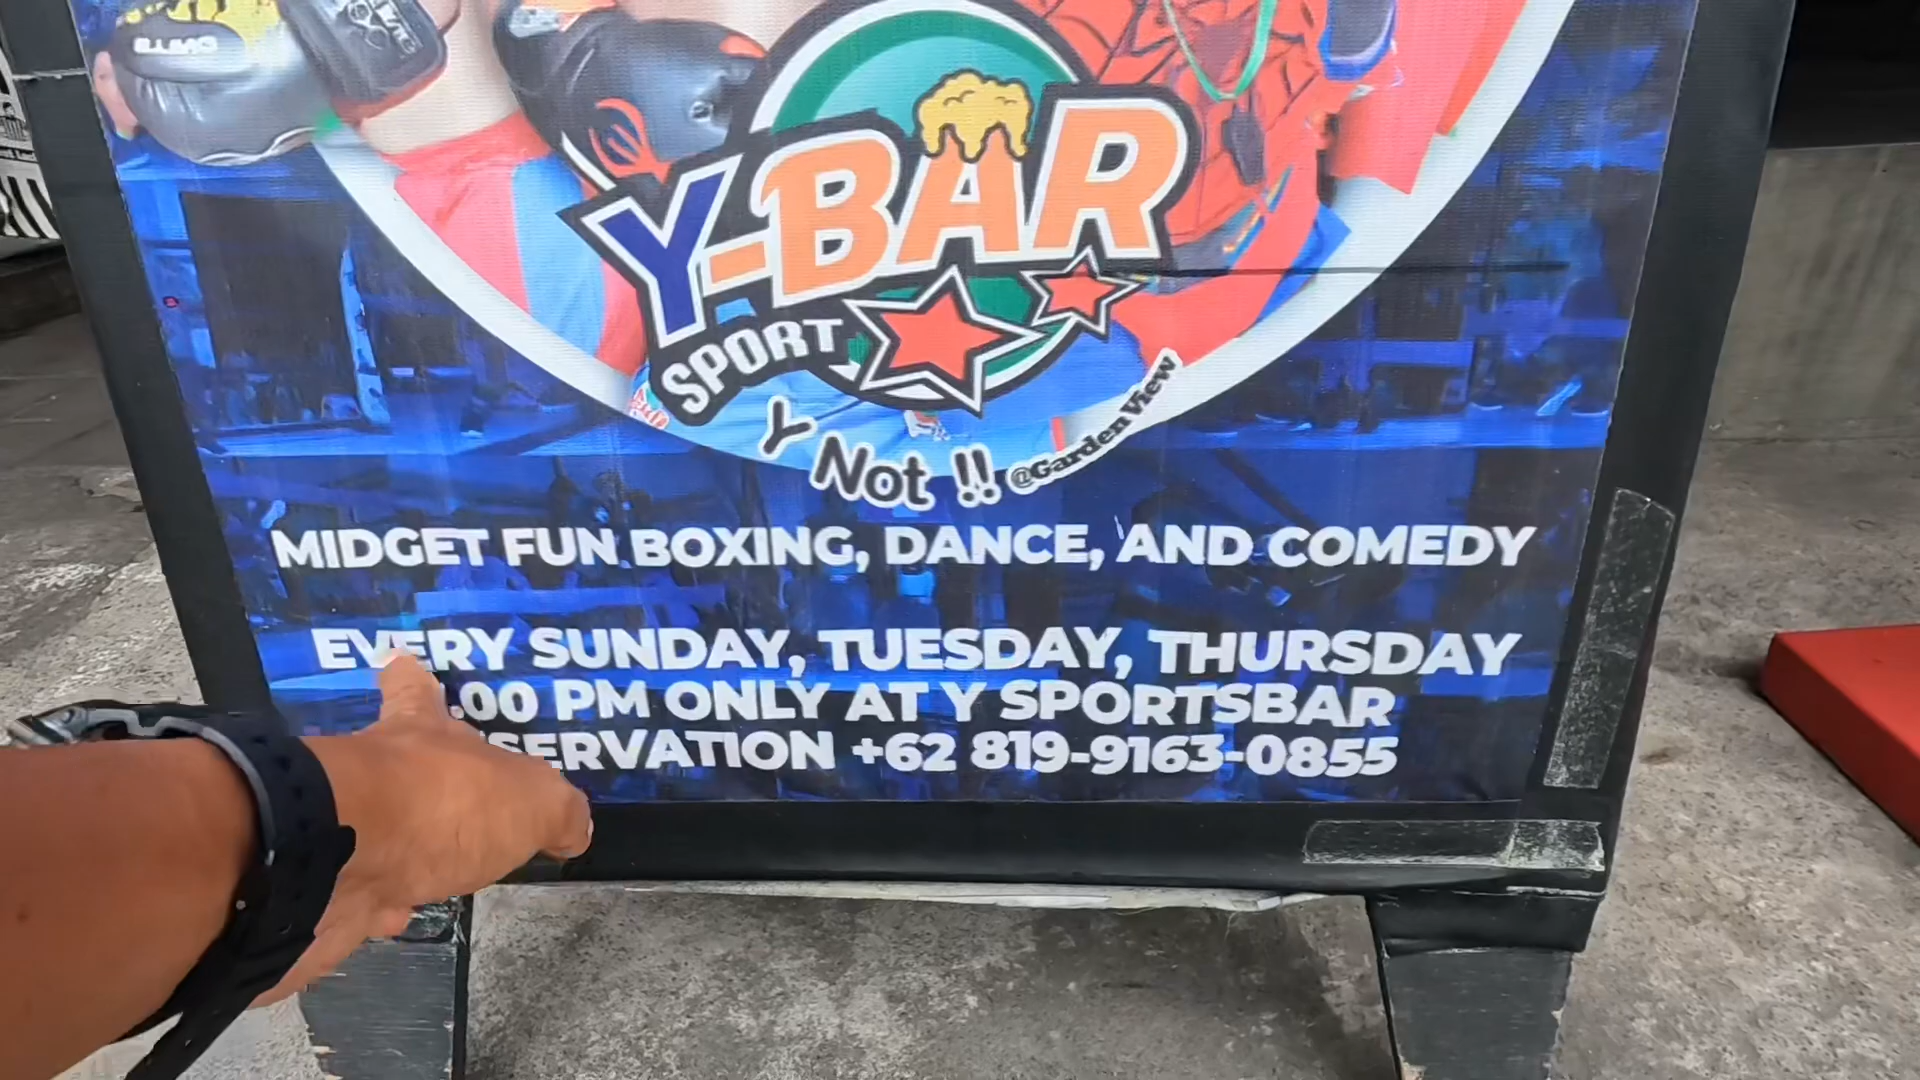 Y-BAR
SPORT
Y Not !!
@Garden View
MIDGET FUN BOXING, DANCE, AND COMEDY
EVERY SUNDAY, TUESDAY, THURSDAY
.00 PM ONLY AT Y SPORTSBAR
SERVATION +62 819-9163-0855